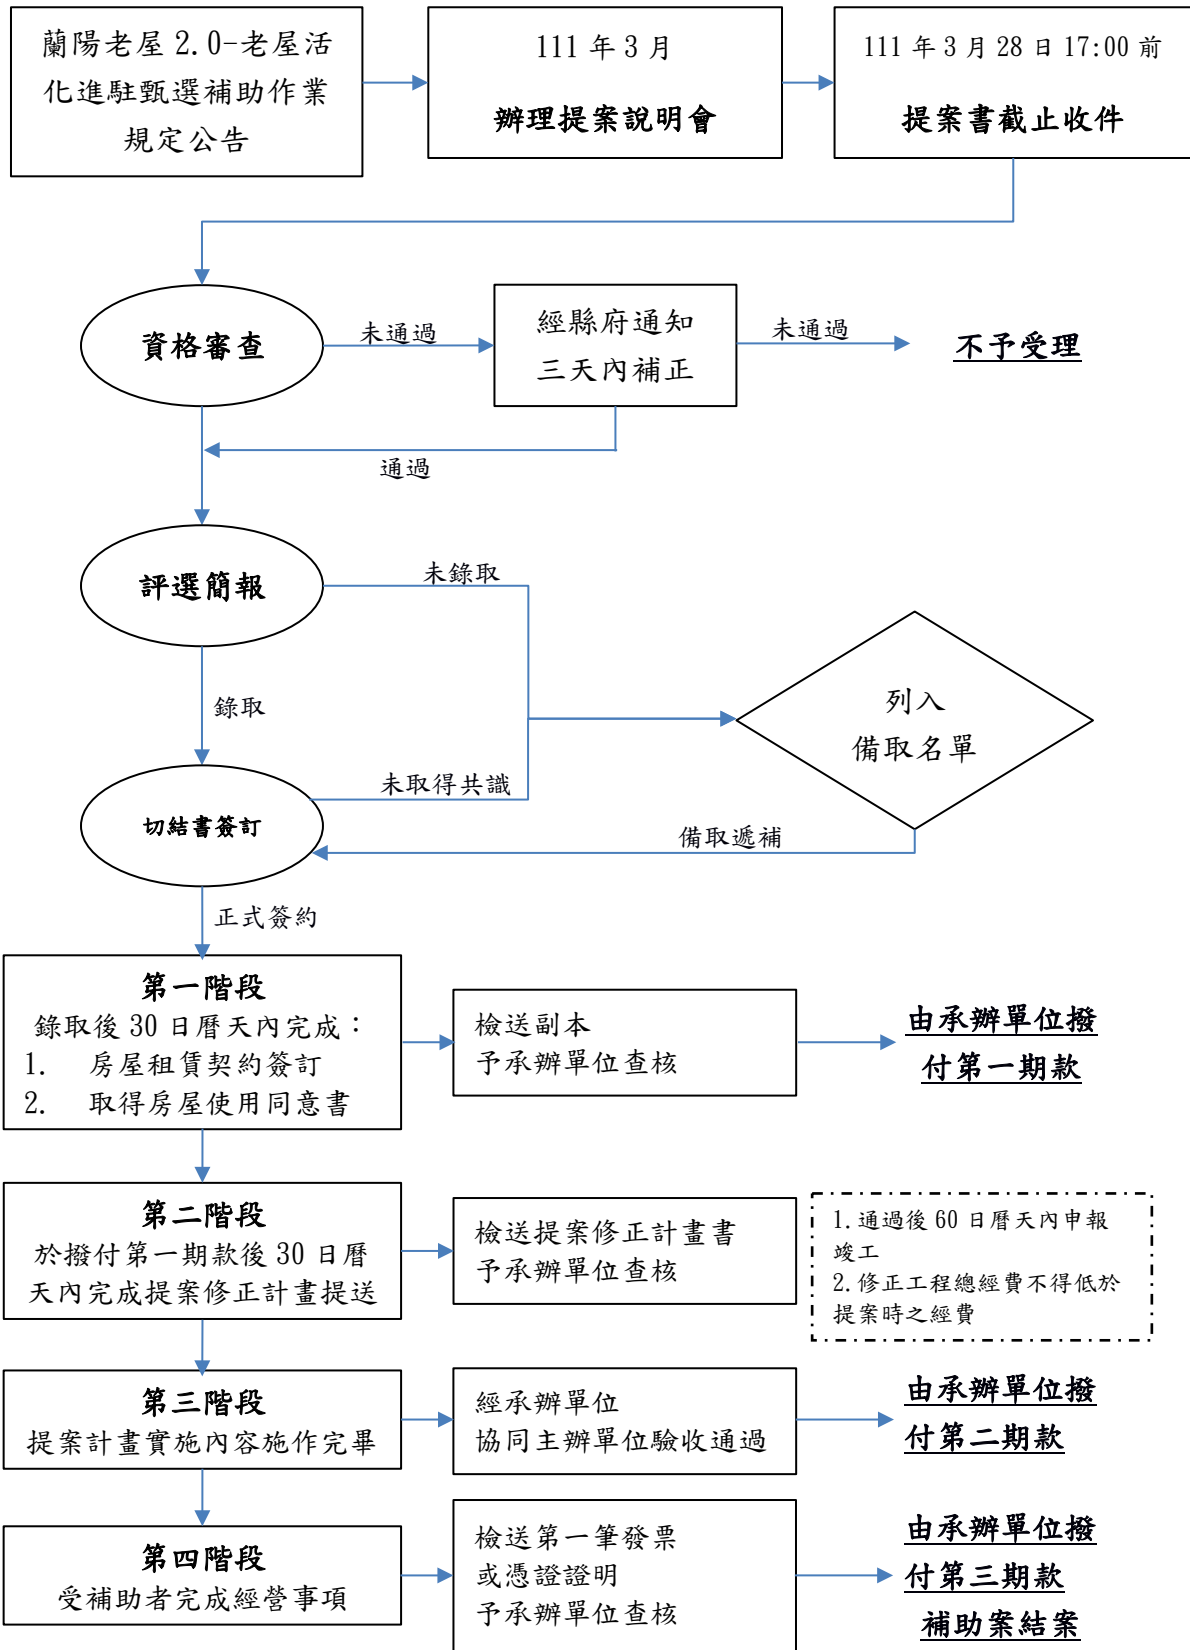 蘭陽老屋 2.0-老屋活
化進駐甄選補助作業
規定公告
111 年 3 月
辦理提案說明會
111 年 3 月 28 日 17:00 前
提案書截止收件
資格審查
未通過
經縣府通知
三天內補正
未通過
不予受理
通過
評選簡報
未錄取
錄取
列入
備取名單
未取得共識
切結書簽訂
備取遞補
正式簽約
第一階段
錄取後 30 日曆天內完成：
1. 房屋租賃契約簽訂
2. 取得房屋使用同意書
檢送副本
予承辦單位查核
由承辦單位撥
付第一期款
第二階段
於撥付第一期款後 30 日曆
天內完成提案修正計畫提送
檢送提案修正計畫書
予承辦單位查核
1.通過後 60 日曆天內申報
竣工
2.修正工程總經費不得低於
提案時之經費
第三階段
提案計畫實施內容施作完畢
經承辦單位
協同主辦單位驗收通過
由承辦單位撥
付第二期款
第四階段
受補助者完成經營事項
檢送第一筆發票
或憑證證明
予承辦單位查核
由承辦單位撥
付第三期款
補助案結案